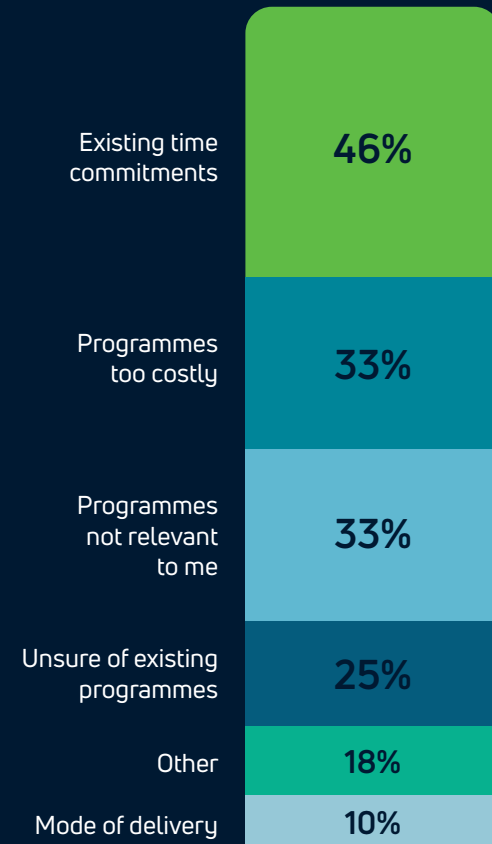 Existing time
commitments
46%
Programmes
too costly
33%
Programmes
not relevant
to me
33%
Unsure of existing
programmes
25%
Other
18%
Mode of delivery
10%